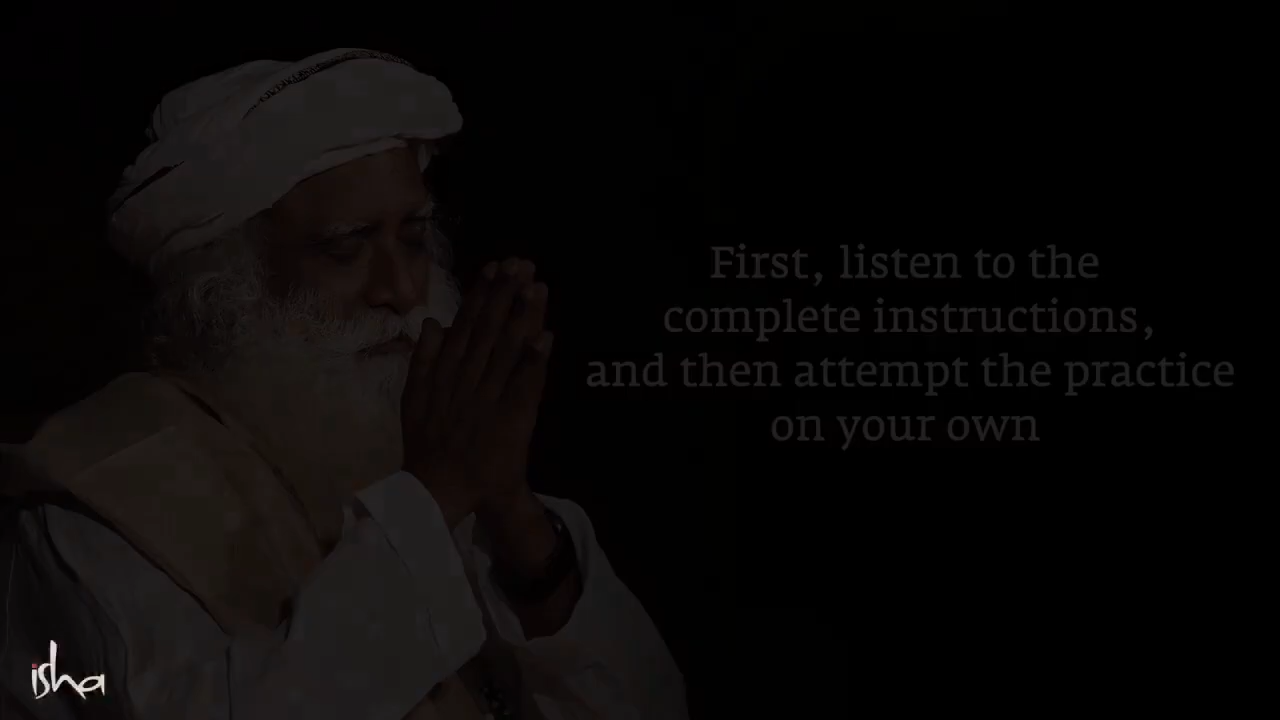 First, listen to the
complete instructions,
and then attempt the practice
on your own
isha